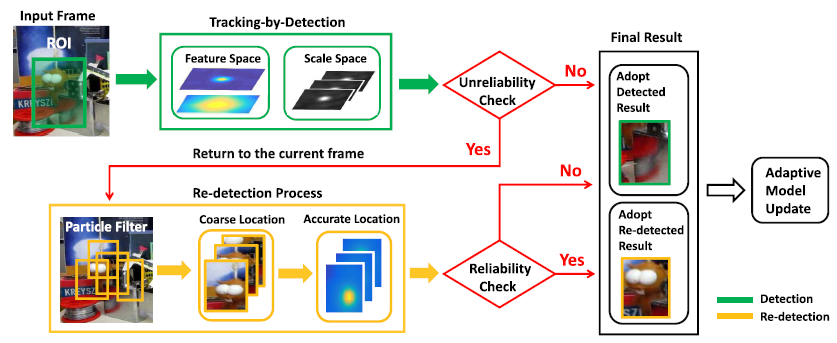 Input Frame
ROI
KREYSZI
Tracking-by-Detection
Feature Space
Scale Space
Unreliability
Check
No
Yes
Return to the current frame
Re-detection Process
Particle Filter
KREYSZ
Coarse Location
Accurate Location
Reliability
Check
No
Yes
Final Result
Adopt
Detected
Result
Adopt
Re-detected
Result
Adaptive
Model
Update
Detection
Re-detection